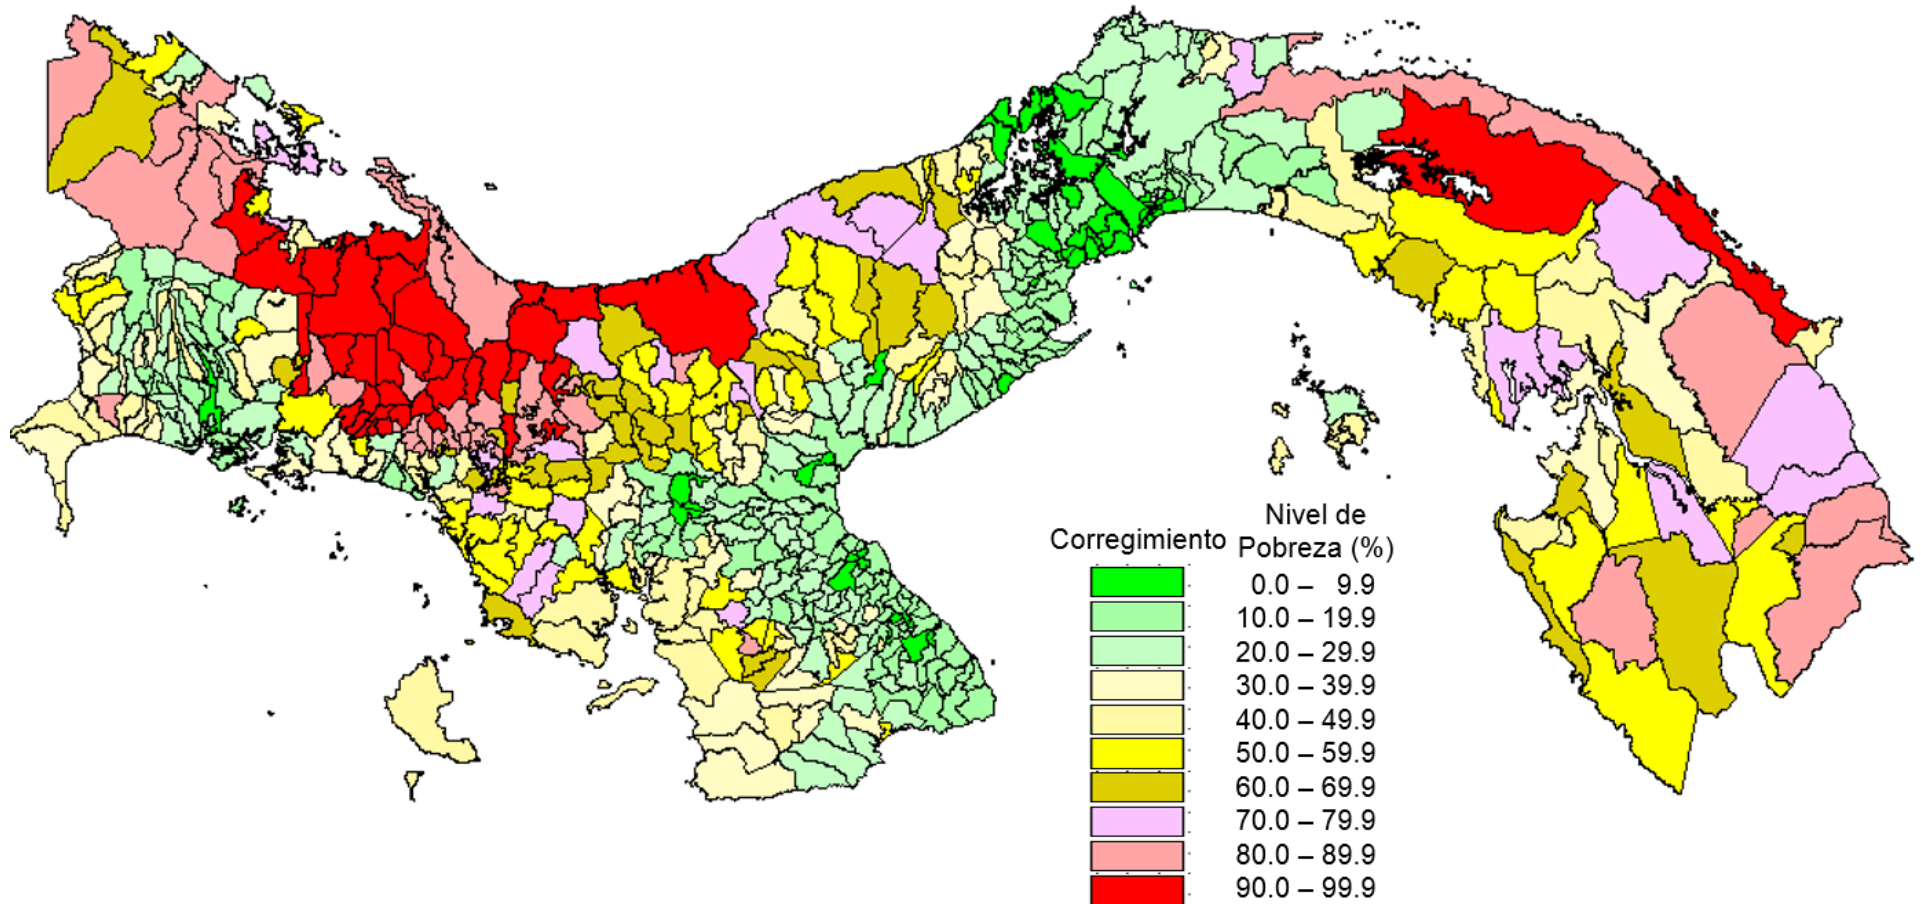 Nivel de
Corregimiento Pobreza (%)
0.0 – 9.9
10.0 – 19.9
20.0 – 29.9
30.0 – 39.9
40.0 – 49.9
50.0 – 59.9
60.0 – 69.9
70.0 – 79.9
80.0 – 89.9
90.0 – 99.9